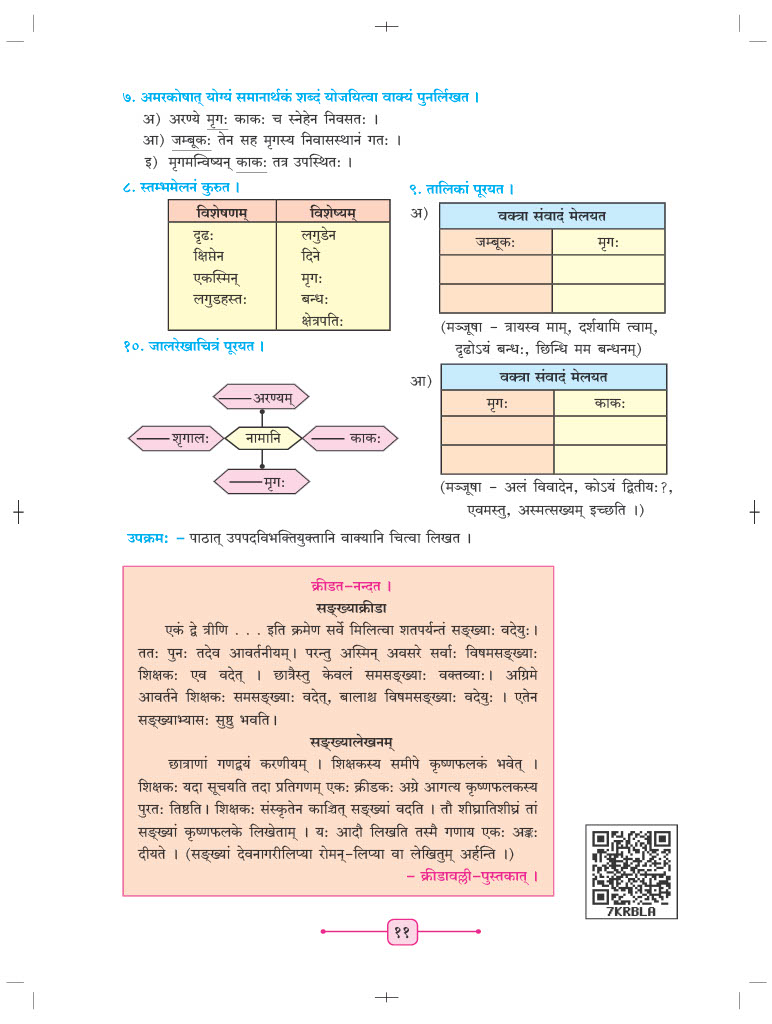 ७. अमरकोषात् योग्यं समानार्थकं शब्दं योजयित्वा वाक्यं पुनर्लिखत ।
अ) अरण्ये मृगः काकः च स्नेहेन निवसतः ।
आ) जम्बूकः तेन सह मृगस्य निवासस्थानं गतः ।
इ) मृगमन्विष्यन् काकः तत्र उपस्थितः ।
८. स्तम्भमेलनं कुरुत ।
विशेषणम् विशेष्यम्
दृढः लगुडेन
क्षिप्तेन दिने
एकस्मिन् मृगः
लगुडहस्तः बन्धः
क्षेत्रपतिः
९. तालिकां पूरयत ।
अ) वक्त्रा संवादं मेलयत
जम्बूकः मृगः
(मञ्जूषा – त्रायस्व माम्, दर्शयामि त्वाम्,
दृढोऽयं बन्धः, छिन्धि मम बन्धनम्)
आ) वक्त्रा संवादं मेलयत
मृगः काकः
(मञ्जूषा – अलं विवादेन, कोऽयं द्वितीयः?,
एवमस्तु, अस्मत्सख्यम् इच्छति ।)
१०. जालरेखाचित्रं पूरयत ।
——— अरण्यम्
——— शृगालः नामानि ——— काकः
——— मृगः
उपक्रमः – पाठात् उपपदविभक्तियुक्तानि वाक्यानि चित्वा लिखत ।
क्रीडत–नन्दत ।
सङ्ख्याक्रीडा
एकं द्वे त्रीणि . . . इति क्रमेण सर्वे मिलित्वा शतपर्यन्तं सङ्ख्याः वदेयुः।
ततः पुनः तदेव आवर्तनीयम्। परन्तु अस्मिन् अवसरे सर्वाः विषमसङ्ख्याः
शिक्षकः एव वदेत् । छात्रैस्तु केवलं समसङ्ख्याः वक्तव्याः। अग्रिमे
आवर्तने शिक्षकः समसङ्ख्याः वदेत्, बालाश्च विषमसङ्ख्याः वदेयुः । एतेन
सङ्ख्याभ्यासः सुष्ठु भवति।
सङ्ख्यालेखनम्
छात्राणां गणद्वयं करणीयम् । शिक्षकस्य समीपे कृष्णफलकं भवेत् ।
शिक्षकः यदा सूचयति तदा प्रतिगणम् एकः क्रीडकः अग्रे आगत्य कृष्णफलकस्य
पुरतः तिष्ठति। शिक्षकः संस्कृतेन काञ्चित् सङ्ख्यां वदति । तौ शीघ्रातिशीघ्रं तां
सङ्ख्यां कृष्णफलके लिखेताम् । यः आदौ लिखति तस्मै गणाय एकः अङ्कः
दीयते । (सङ्ख्यां देवनागरीलिप्या रोमन्–लिप्या वा लेखितुम् अर्हन्ति ।)
– क्रीडावल्ली–पुस्तकात् ।
7KRBLA
११